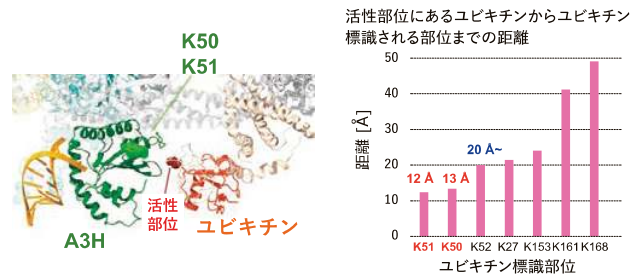 K50
K51
活性
部位
ユビキチン
A3H
活性部位にあるユビキチンからユビキチン
標識される部位までの距離
距離 [Å]
50
40
30
20
10
0
12 Å
13 Å
20 Å~
K51 K50 K52 K27 K153 K161 K168
ユビキチン標識部位